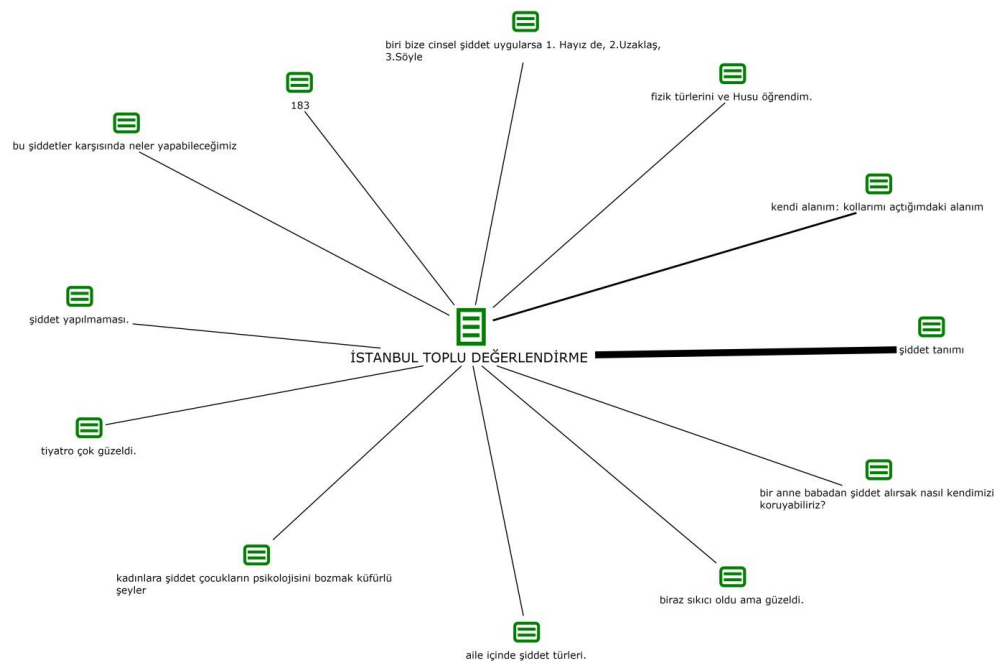 biri bize cinsel şiddet uygularsa 1. Hayız de, 2.Uzaklaş,
3.Söyle
fizik türlerini ve Husu öğrendim.
183
bu şiddetler karşısında neler yapabileceğimiz
kendi alanım: kollarımı açtığımdaki alanım
şiddet yapılmaması.
İSTANBUL TOPLU DEĞERLENDİRME
şiddet tanımı
tiyatro çok güzeldi.
bir anne babadan şiddet alırsak nasıl kendimizi
koruyabiliriz?
kadınlara şiddet çocukların psikolojisini bozmak küfürlü
şeyler
biraz sıkıcı oldu ama güzeldi.
aile içinde şiddet türleri.